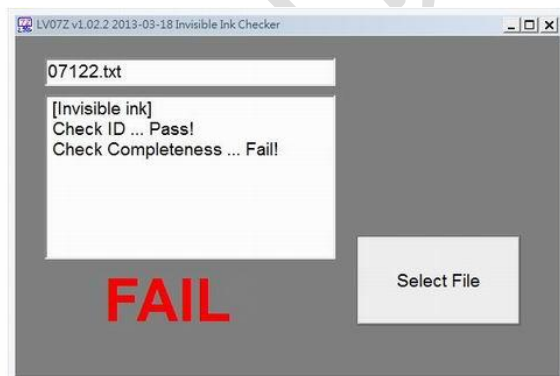 LV07Z v1.02.2 2013-03-18 Invisible Ink Checker
07122.txt
[Invisible ink]
Check ID ... Pass!
Check Completeness ... Fail!
Select File
FAIL